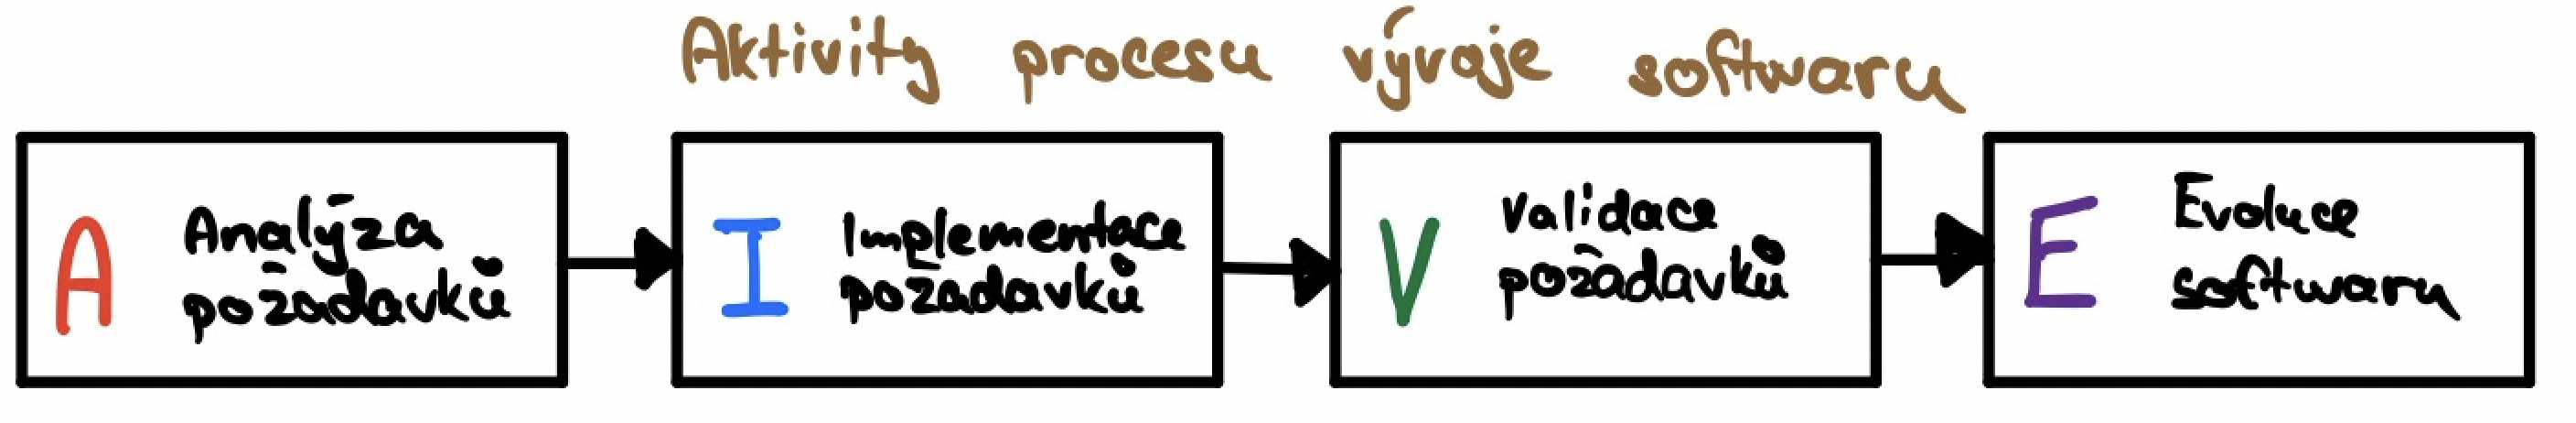 Aktivity procesu vývoje softwaru
A
Analýza
požadavků
I
Implementace
požadavků
V
Validace
požadavků
E
Evoluce
softwaru